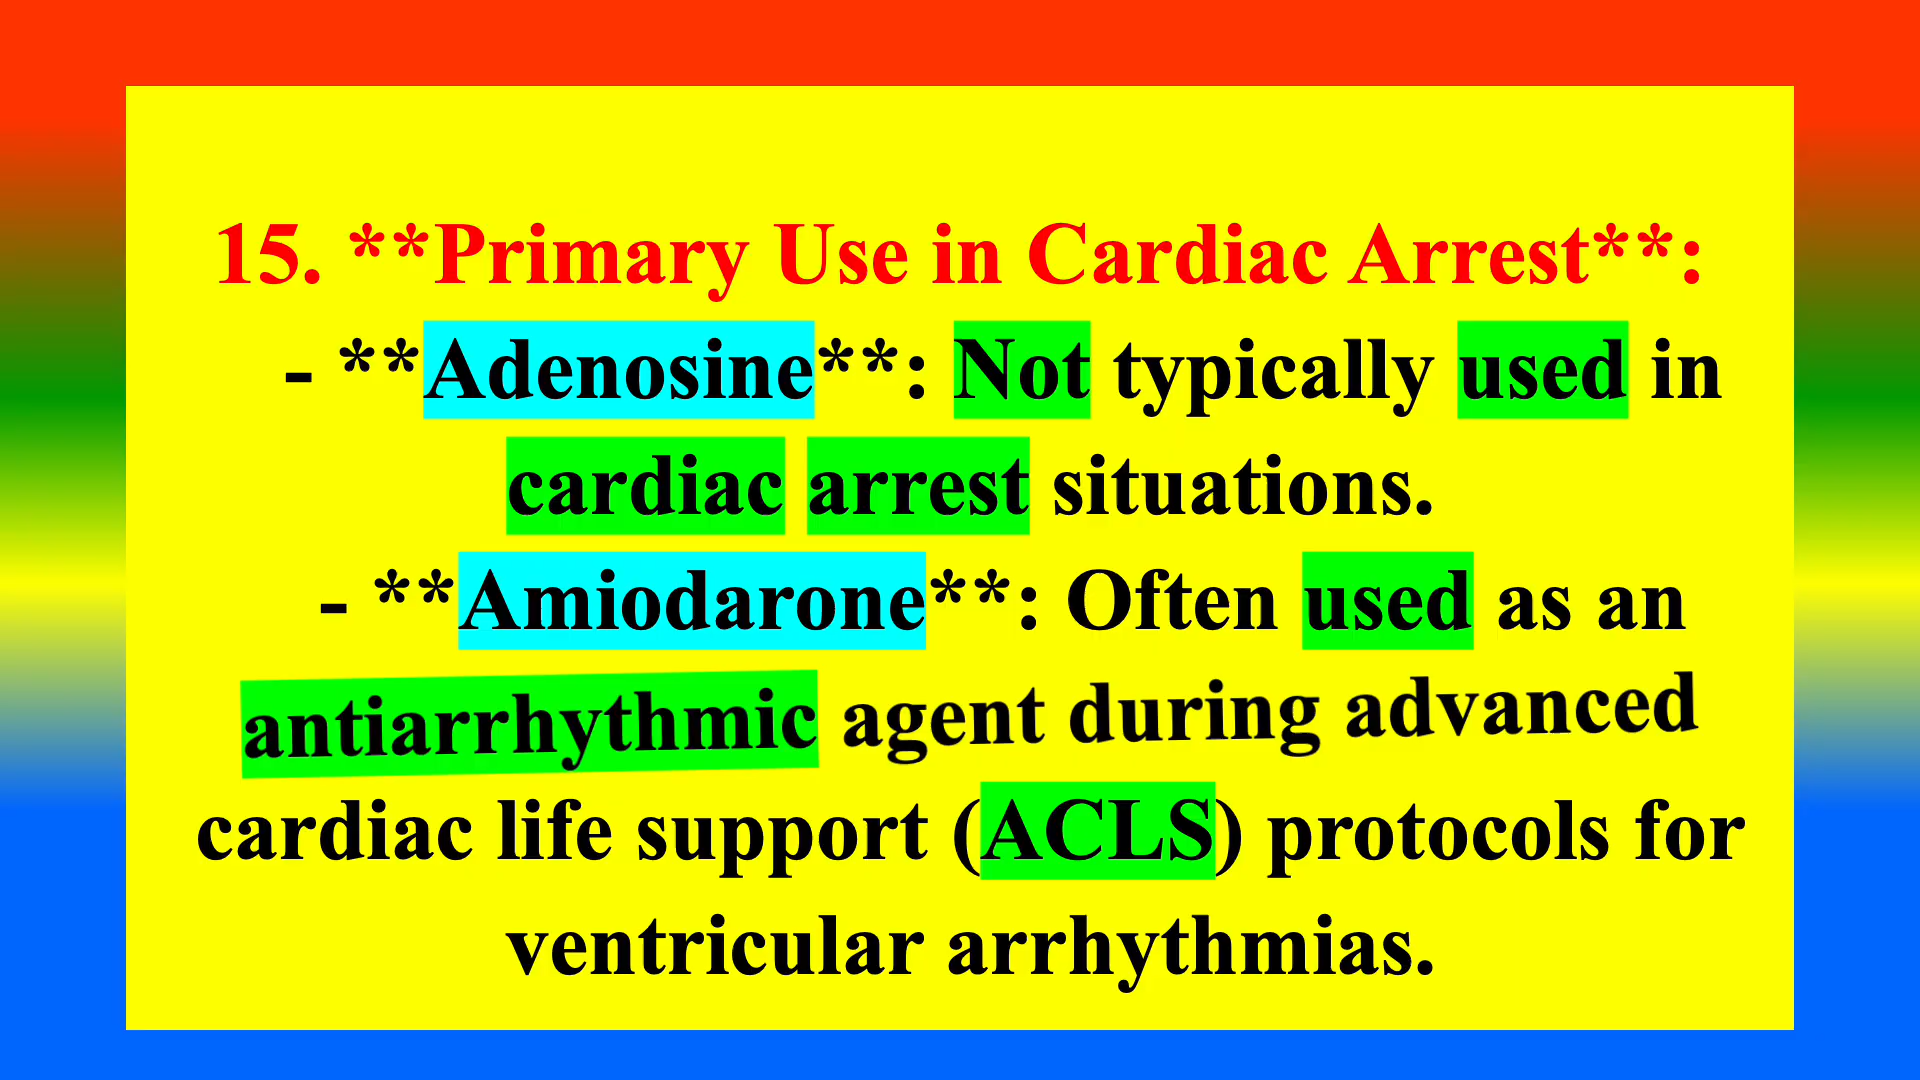 15. **Primary Use in Cardiac Arrest**:
- **Adenosine**: Not typically used in
cardiac arrest situations.
- **Amiodarone**: Often used as an
antiarrhythmic agent during advanced
cardiac life support (ACLS) protocols for
ventricular arrhythmias.